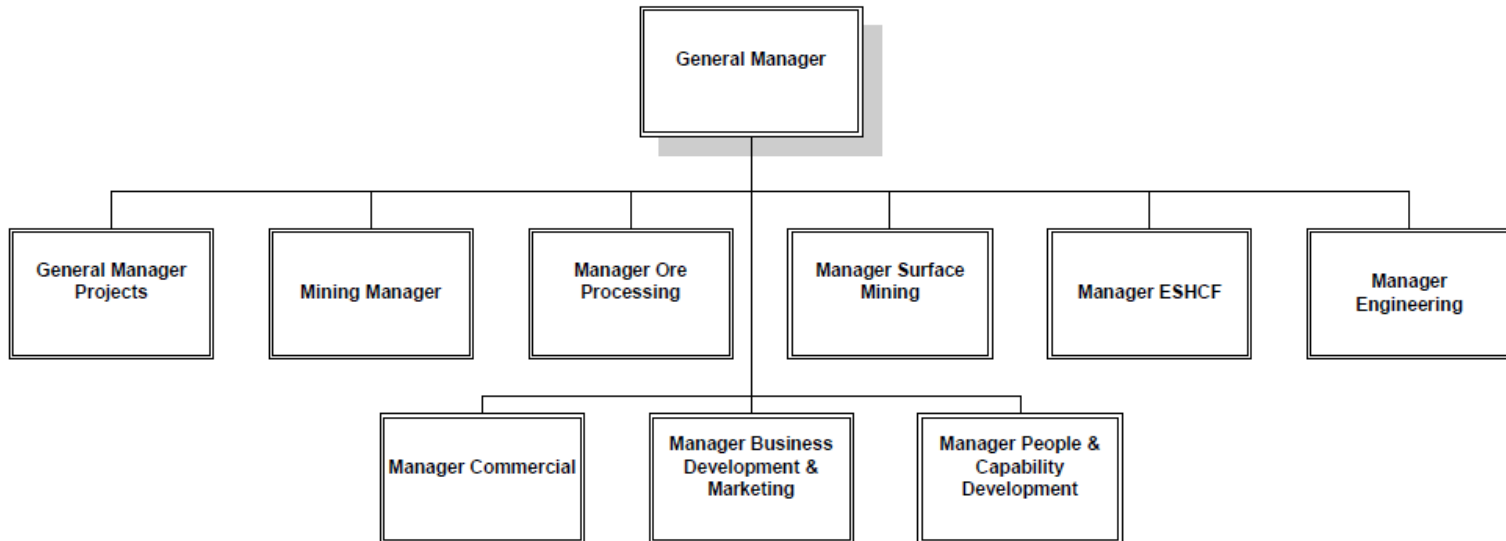 General Manager
General Manager
Projects
Mining Manager
Manager Ore
Processing
Manager Surface
Mining
Manager ESHCF
Manager
Engineering
Manager Commercial
Manager Business
Development &
Marketing
Manager People &
Capability
Development